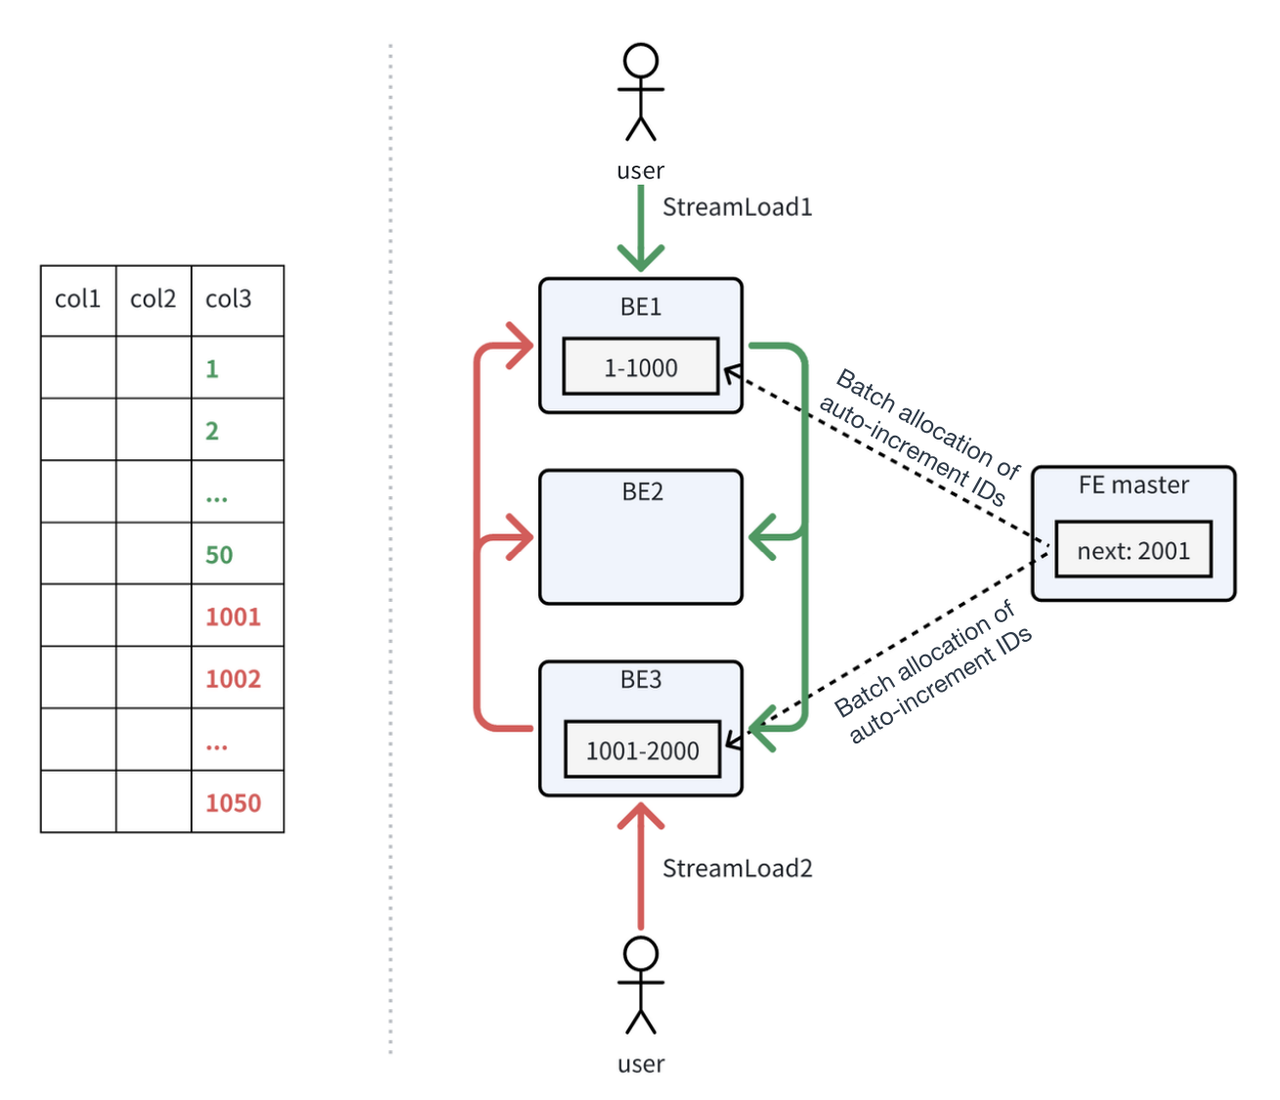 col1 col2 col3
1
2
...
50
1001
1002
...
1050
user
StreamLoad1
BE1
1-1000
BE2
BE3
1001-2000
StreamLoad2
user
Batch allocation of
auto-increment IDs
FE master
next: 2001
Batch allocation of
auto-increment IDs